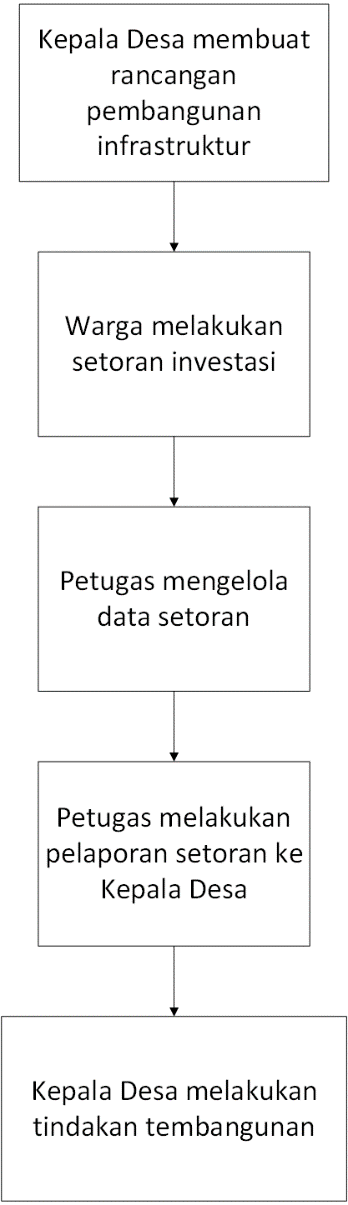 Kepala Desa membuat
rancangan
pembangunan
infrastruktur
Warga melakukan
setoran investasi
Petugas mengelola
data setoran
Petugas melakukan
pelaporan setoran ke
Kepala Desa
Kepala Desa melakukan
tindakan tembangunan